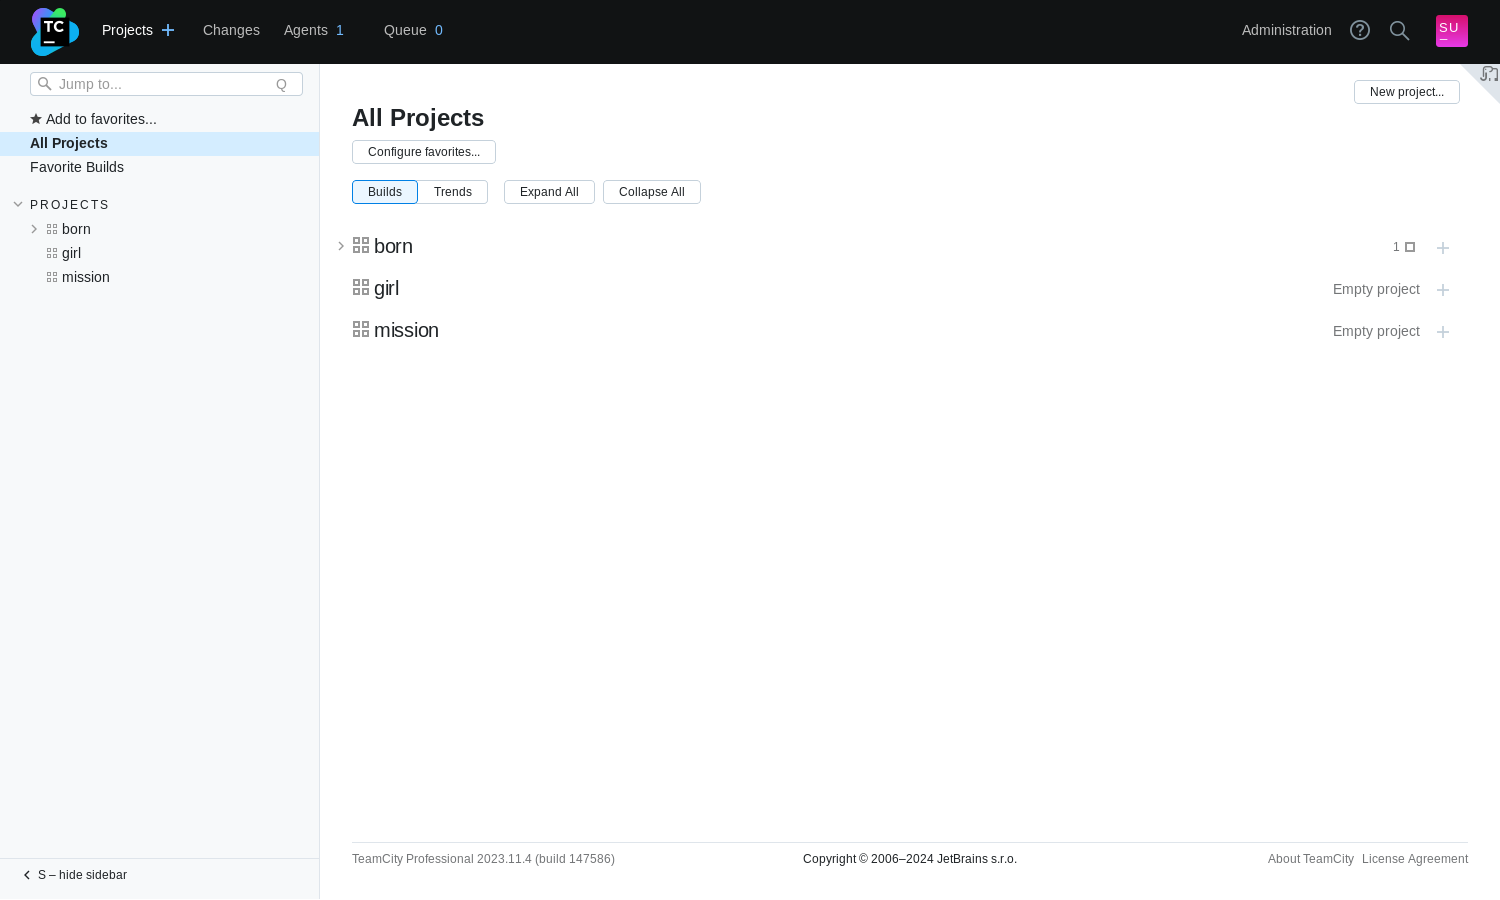 TC
Projects
Changes
Agents 1
Queue 0
Administration
SU
Jump to...
Q
Add to favorites...
All Projects
Favorite Builds
PROJECTS
born
girl
mission
S – hide sidebar
New project...
All Projects
Configure favorites...
Builds
Trends
Expand All
Collapse All
born
1
girl
Empty project
mission
Empty project
TeamCity Professional 2023.11.4 (build 147586)
Copyright © 2006–2024 JetBrains s.r.o.
About TeamCity
License Agreement